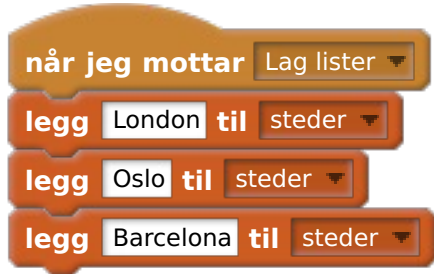 når jeg mottar Lag lister
legg London til steder
legg Oslo til steder
legg Barcelona til steder